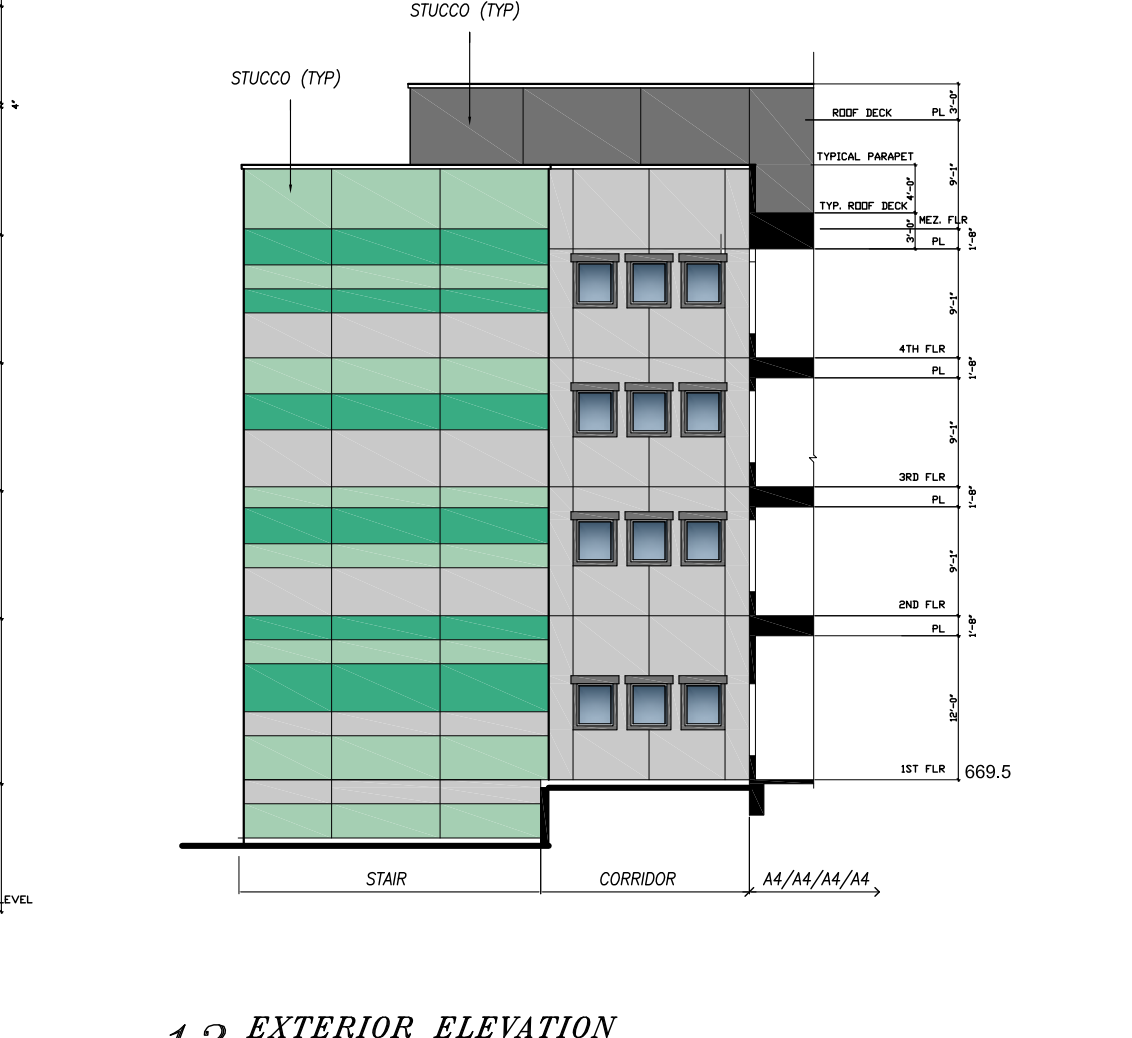 STUCCO (TYP)
STUCCO (TYP)
4'
3'-0"
ROOF DECK PL
TYPICAL PARAPET
9'-1"
4'-0"
TYP. ROOF DECK
MEZ. FLR
3'-0"
1'-8"
PL
9'-1"
4TH FLR
1'-8"
PL
9'-1"
3RD FLR
1'-8"
PL
9'-1"
2ND FLR
1'-8"
PL
12'-0"
1ST FLR 669.5
STAIR CORRIDOR A4/A4/A4/A4
EVEL
EXTERIOR ELEVATION